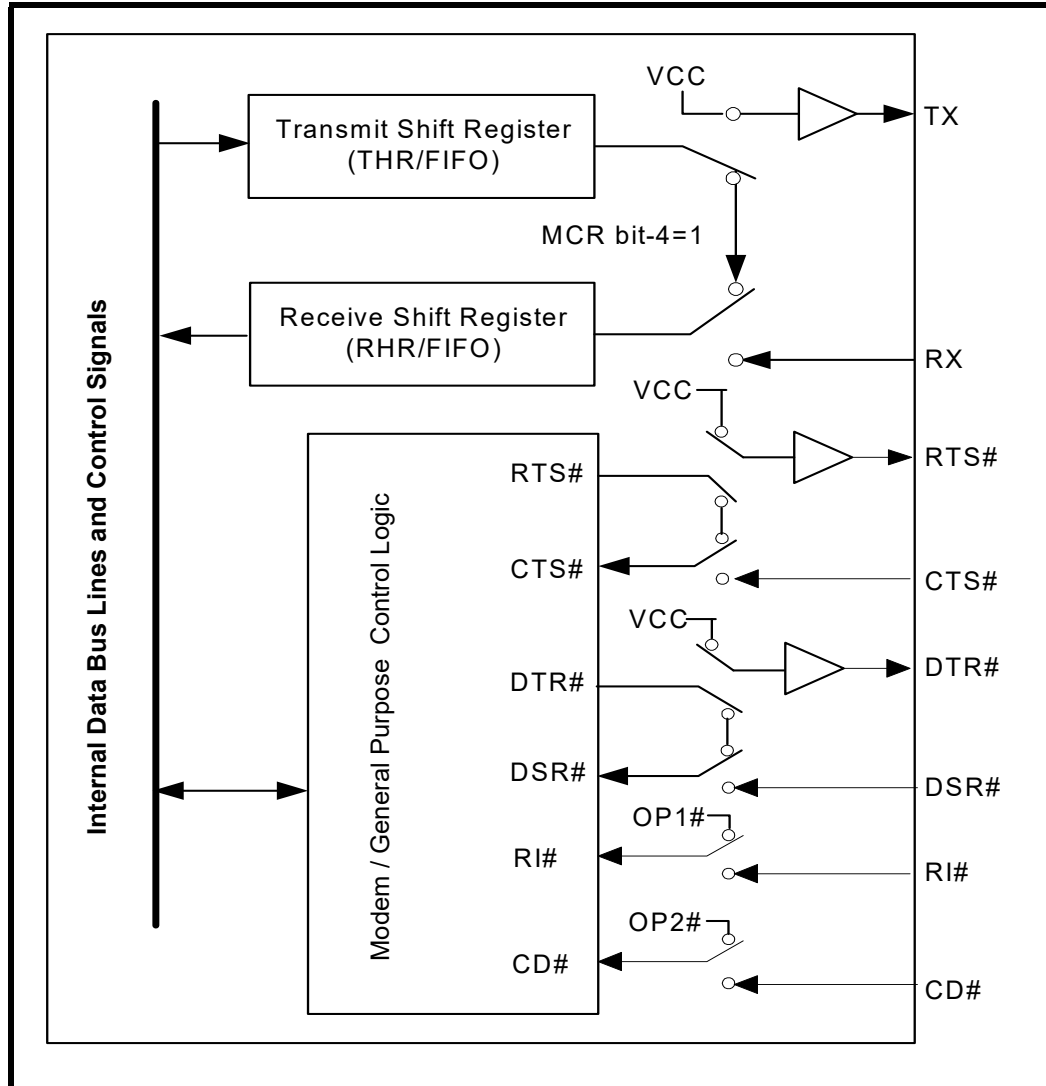 VCC
TX
Transmit Shift Register
(THR/FIFO)
MCR bit-4=1
Receive Shift Register
(RHR/FIFO)
RX
Internal Data Bus Lines and Control Signals
Modem / General Purpose Control Logic
VCC
RTS#
RTS#
CTS#
CTS#
VCC
DTR#
DTR#
DSR#
DSR#
OP1#
RI#
RI#
OP2#
CD#
CD#